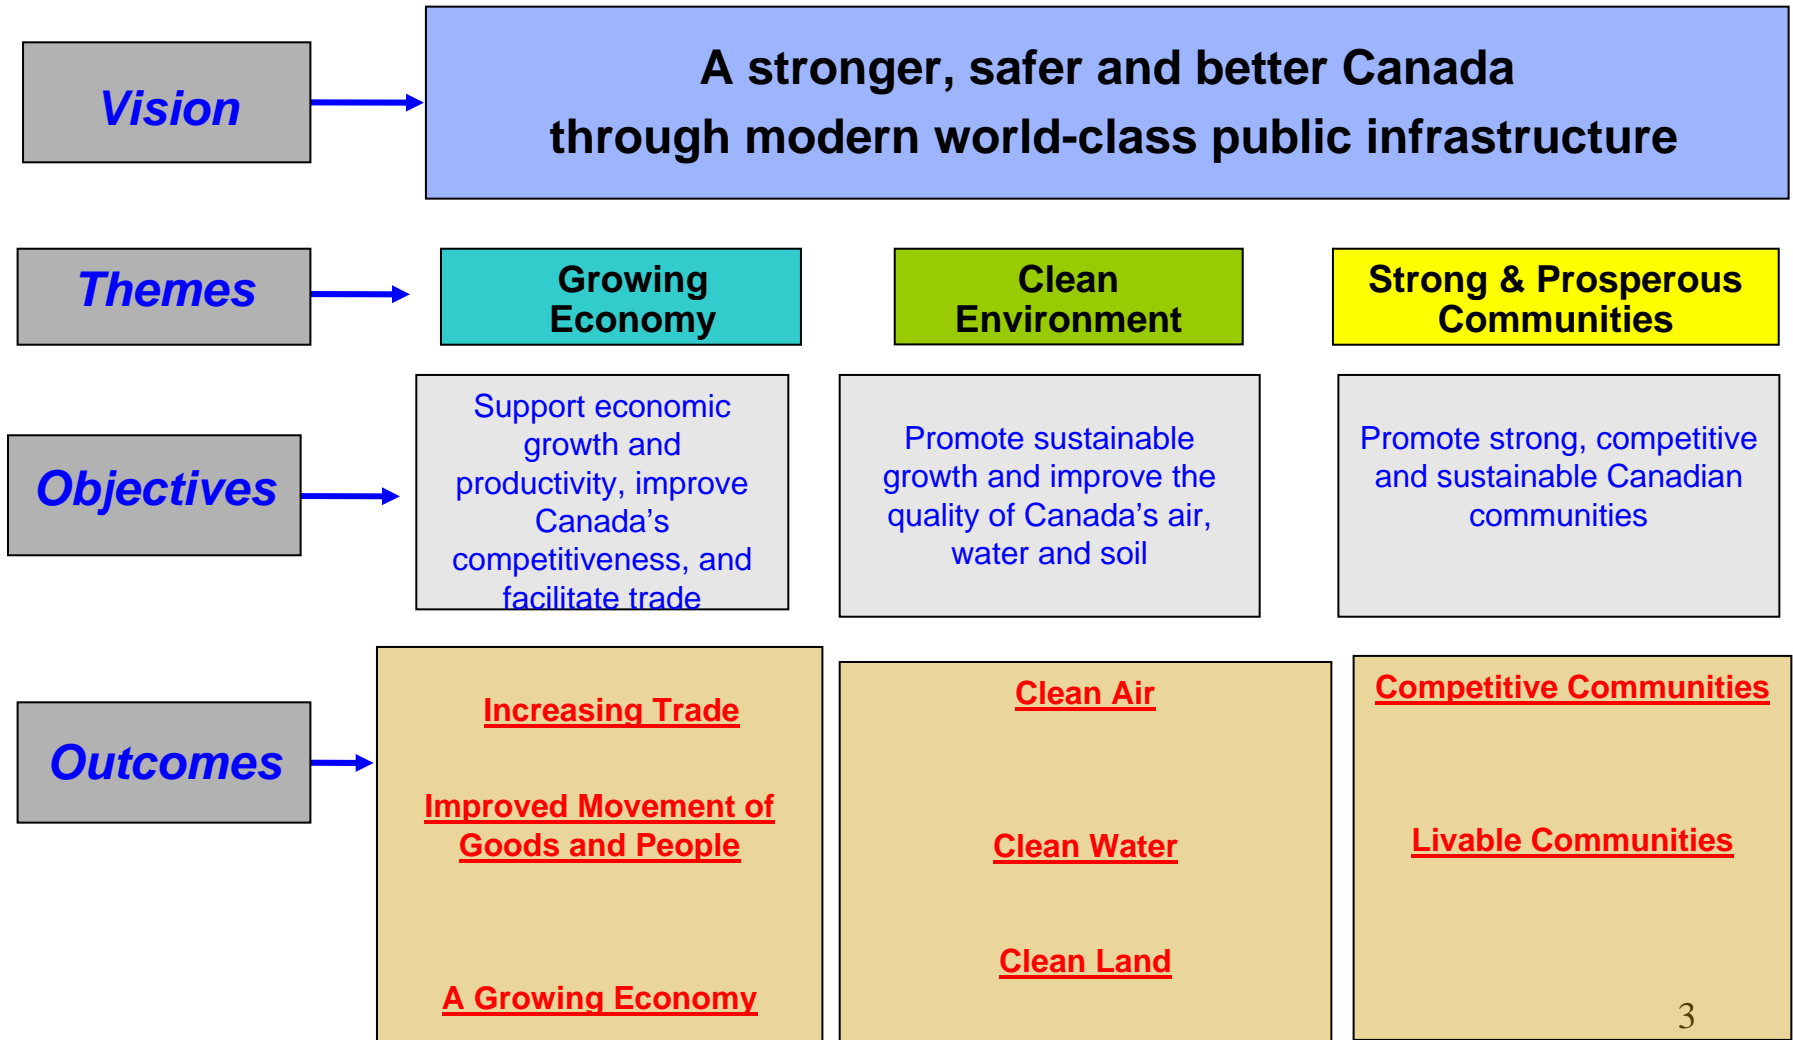 Vision
A stronger, safer and better Canada
through modern world-class public infrastructure
Themes
Growing
Economy
Clean
Environment
Strong & Prosperous
Communities
Objectives
Support economic
growth and
productivity, improve
Canada’s
competitiveness, and
facilitate trade
Promote sustainable
growth and improve the
quality of Canada’s air,
water and soil
Promote strong, competitive
and sustainable Canadian
communities
Outcomes
Increasing Trade
Improved Movement of
Goods and People
A Growing Economy
Clean Air
Clean Water
Clean Land
Competitive Communities
Livable Communities
3